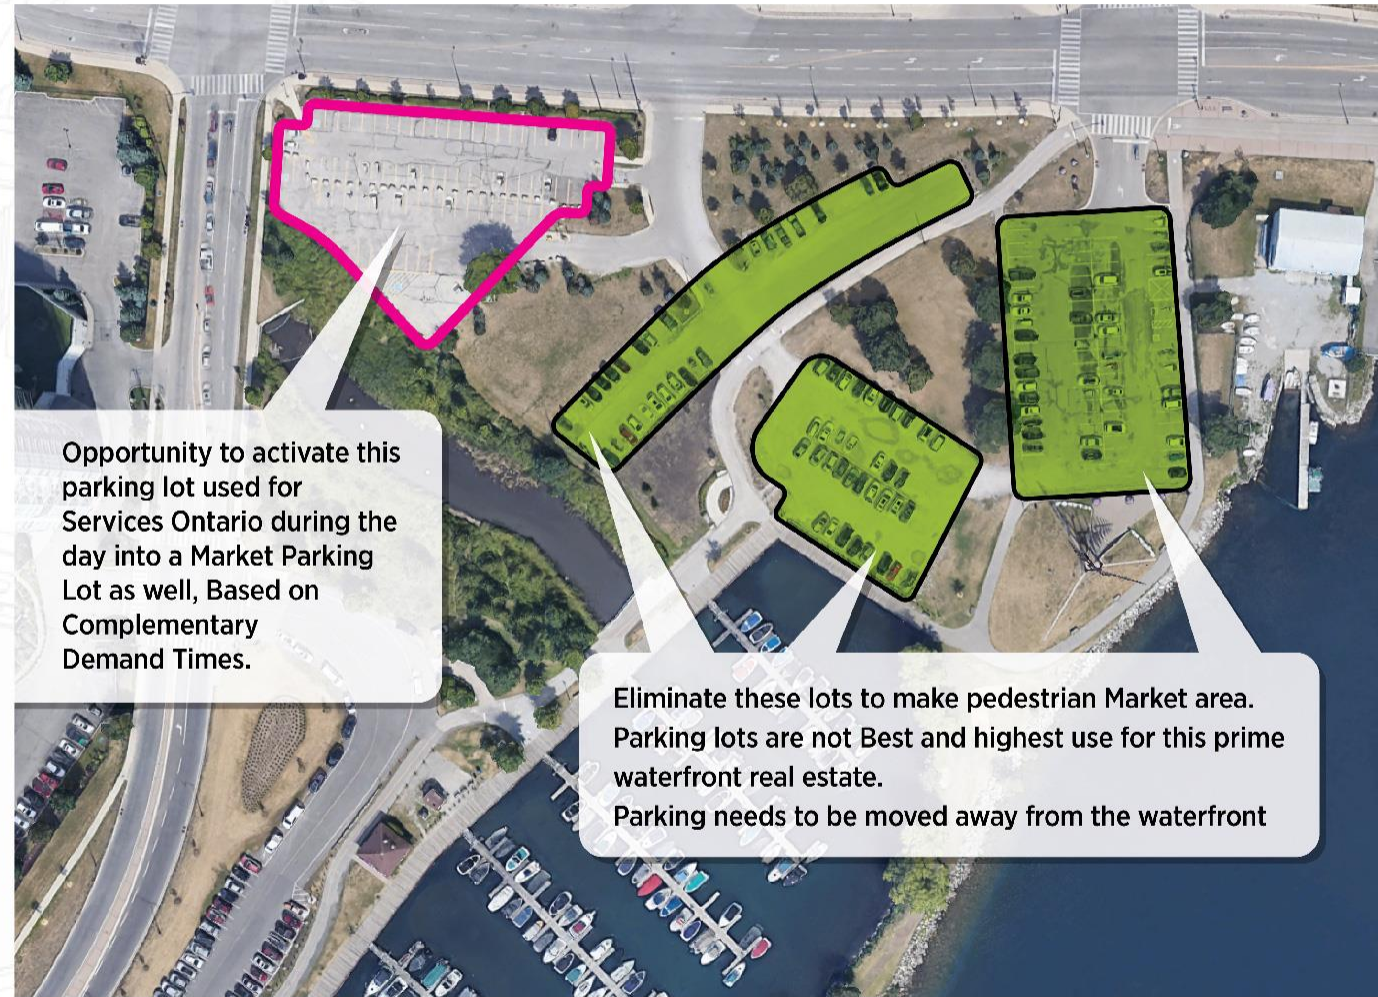 Opportunity to activate this
parking lot used for
Services Ontario during the
day into a Market Parking
Lot as well, Based on
Complementary
Demand Times.
Eliminate these lots to make pedestrian Market area.
Parking lots are not Best and highest use for this prime
waterfront real estate.
Parking needs to be moved away from the waterfront